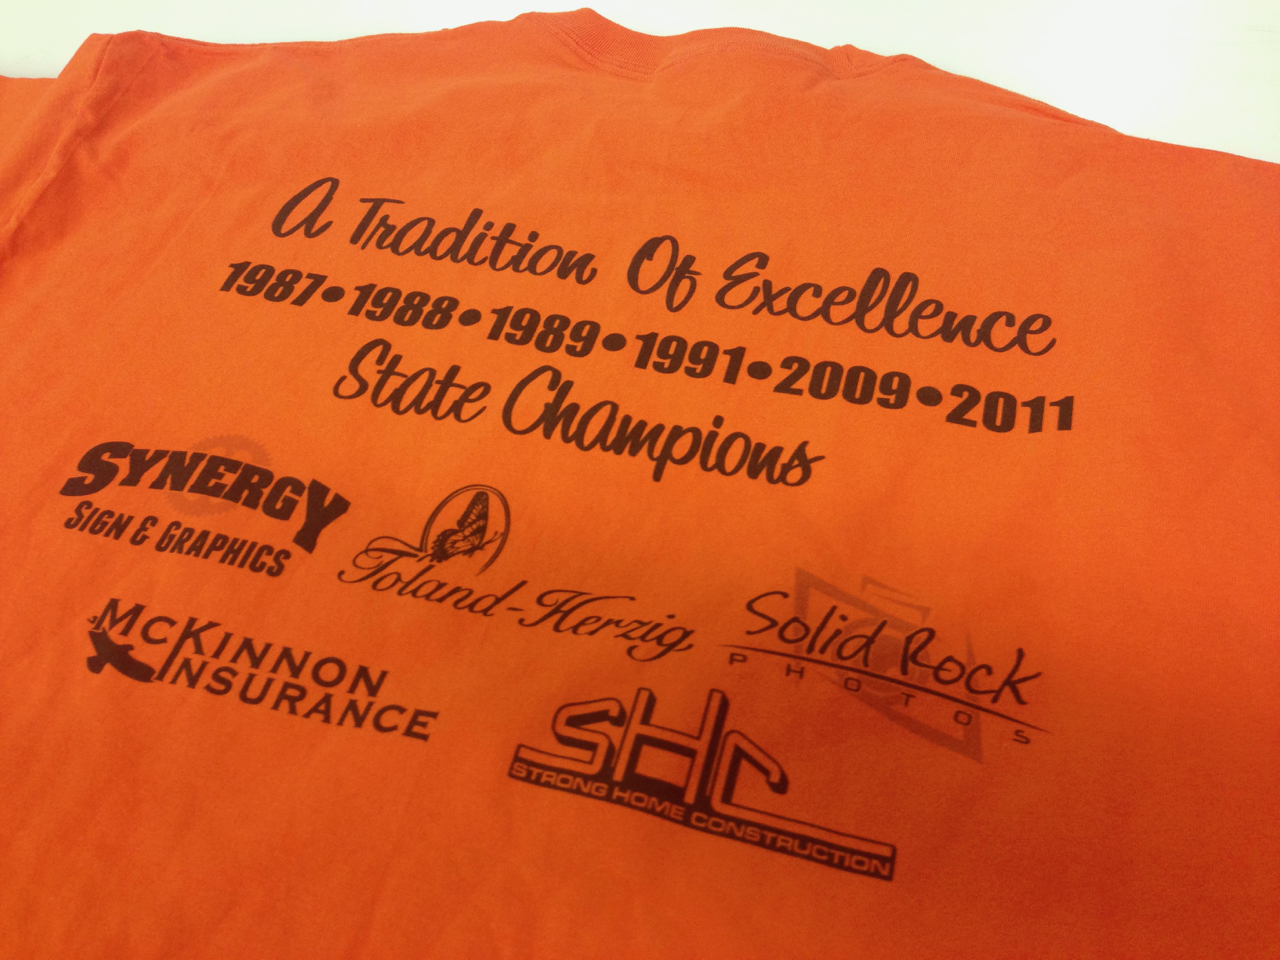 A Tradition Of Excellence
1987•1988•1989•1991•2009•2011
State Champions
SYNERGY
SIGN & GRAPHICS
Toland-Herzig
Solid Rock
PHOTOS
MCKINNON
INSURANCE
SHC
STRONG HOME CONSTRUCTION